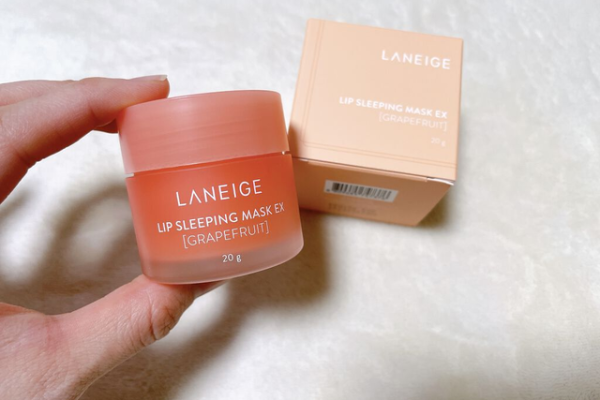 LANEIGE
LIP SLEEPING MASK EX
[GRAPEFRUIT]
20 g
LANEIGE
LIP SLEEPING MASK EX
[GRAPEFRUIT]
20 g